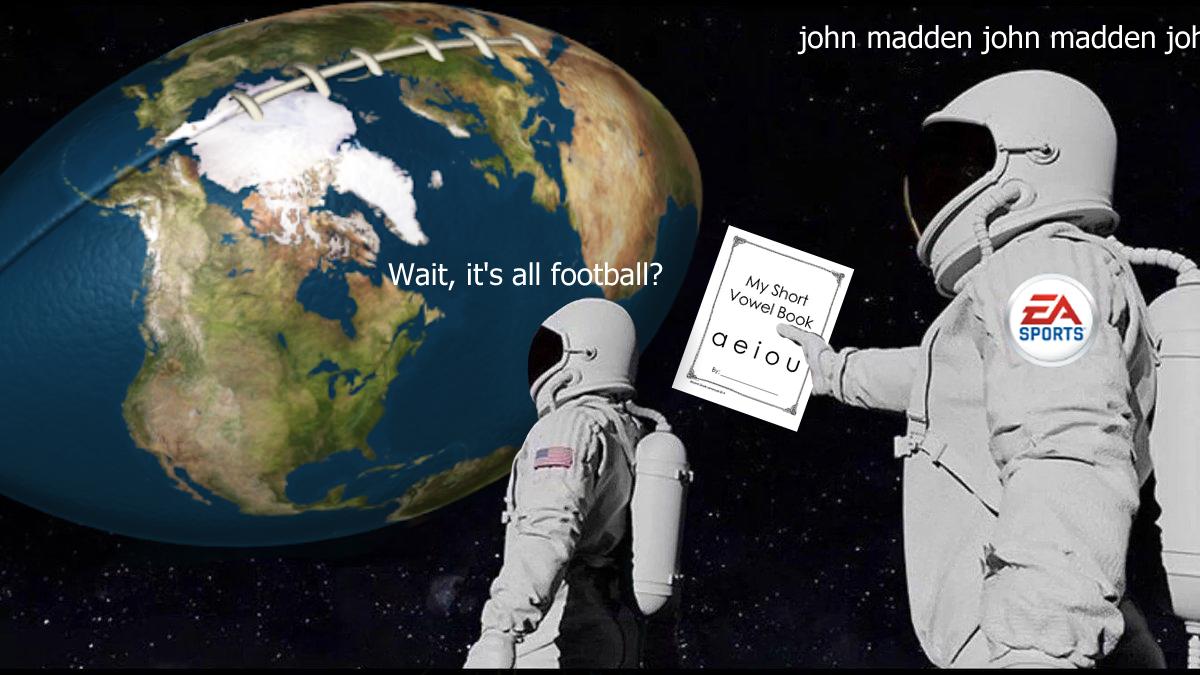 john madden john madden joh
Wait, it's all football?
My Short
Vowel Book
a e i o u
By:
EA
SPORTS